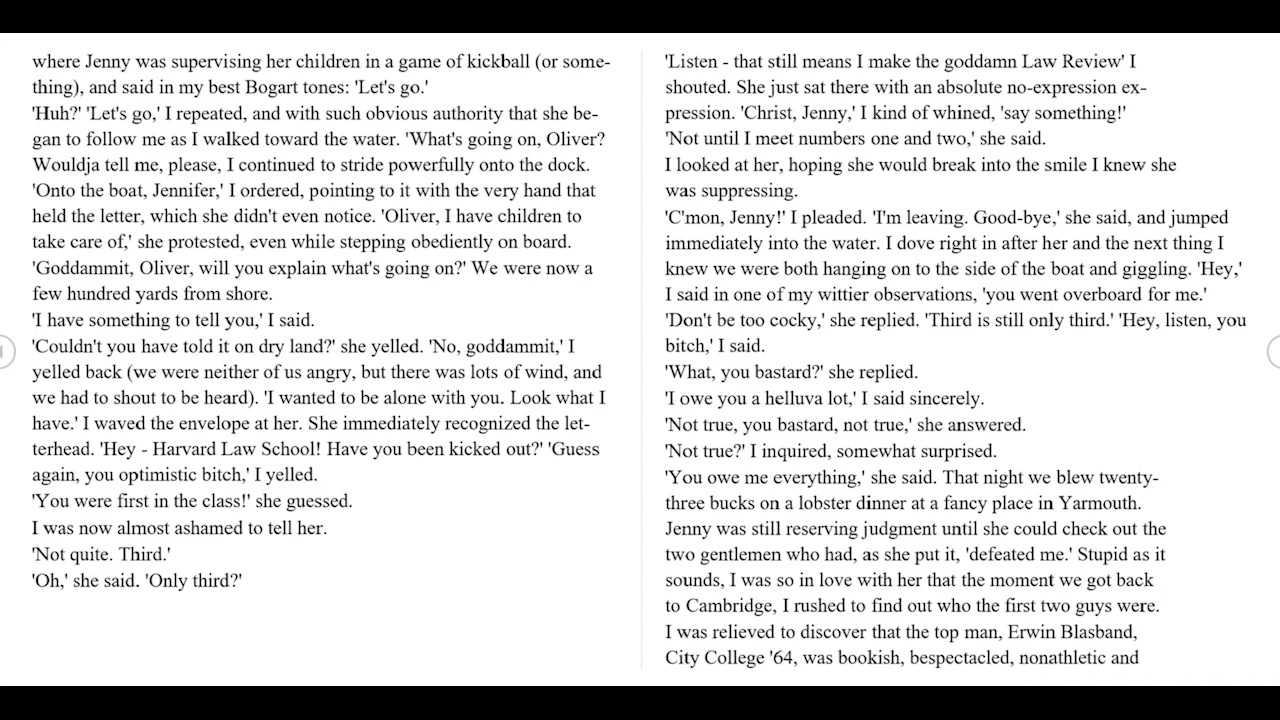 where Jenny was supervising her children in a game of kickball (or some-
thing), and said in my best Bogart tones: 'Let's go.'
'Huh?' 'Let's go,' I repeated, and with such obvious authority that she be-
gan to follow me as I walked toward the water. 'What's going on, Oliver?
Wouldja tell me, please, I continued to stride powerfully onto the dock.
'Onto the boat, Jennifer,' I ordered, pointing to it with the very hand that
held the letter, which she didn't even notice. 'Oliver, I have children to
take care of,' she protested, even while stepping obediently on board.
'Goddammit, Oliver, will you explain what's going on?' We were now a
few hundred yards from shore.
'I have something to tell you,' I said.
'Couldn't you have told it on dry land?' she yelled. 'No, goddammit,' I
yelled back (we were neither of us angry, but there was lots of wind, and
we had to shout to be heard). 'I wanted to be alone with you. Look what I
have.' I waved the envelope at her. She immediately recognized the let-
terhead. 'Hey - Harvard Law School! Have you been kicked out?' 'Guess
again, you optimistic bitch,' I yelled.
'You were first in the class!' she guessed.
I was now almost ashamed to tell her.
'Not quite. Third.'
'Oh,' she said. 'Only third?'
'Listen - that still means I make the goddamn Law Review' I
shouted. She just sat there with an absolute no-expression ex-
pression. 'Christ, Jenny,' I kind of whined, 'say something!'
'Not until I meet numbers one and two,' she said.
I looked at her, hoping she would break into the smile I knew she
was suppressing.
'C'mon, Jenny!' I pleaded. 'I'm leaving. Good-bye,' she said, and jumped
immediately into the water. I dove right in after her and the next thing I
knew we were both hanging on to the side of the boat and giggling. 'Hey,'
I said in one of my wittier observations, 'you went overboard for me.'
'Don't be too cocky,' she replied. 'Third is still only third.' 'Hey, listen, you
bitch,' I said.
'What, you bastard?' she replied.
'I owe you a helluva lot,' I said sincerely.
'Not true, you bastard, not true,' she answered.
'Not true?' I inquired, somewhat surprised.
'You owe me everything,' she said. That night we blew twenty-
three bucks on a lobster dinner at a fancy place in Yarmouth.
Jenny was still reserving judgment until she could check out the
two gentlemen who had, as she put it, 'defeated me.' Stupid as it
sounds, I was so in love with her that the moment we got back
to Cambridge, I rushed to find out who the first two guys were.
I was relieved to discover that the top man, Erwin Blasband,
City College '64, was bookish, bespectacled, nonathletic and